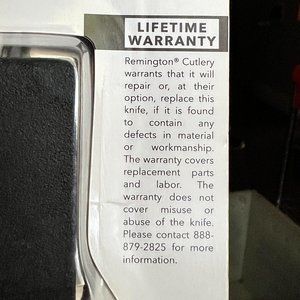 LIFETIME
WARRANTY
Remington® Cutlery
warrants that it will
repair or, at their
option, replace this
knife, if it is found
to contain any
defects in material
or workmanship.
The warranty covers
replacement parts
and labor. The
warranty does not
cover misuse or
abuse of the knife.
Please contact 888-
879-2825 for more
information.